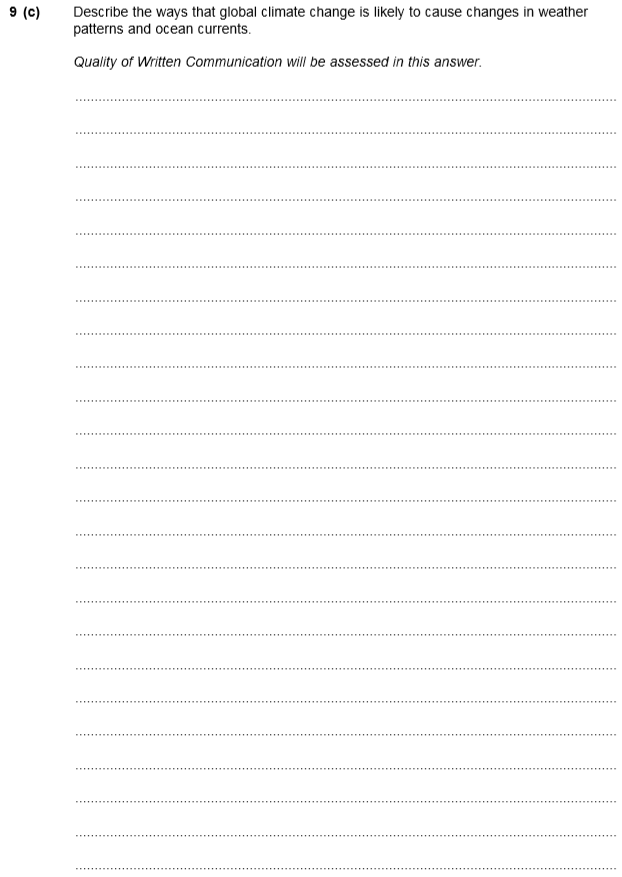 9 (c) Describe the ways that global climate change is likely to cause changes in weather
patterns and ocean currents.
Quality of Written Communication will be assessed in this answer.